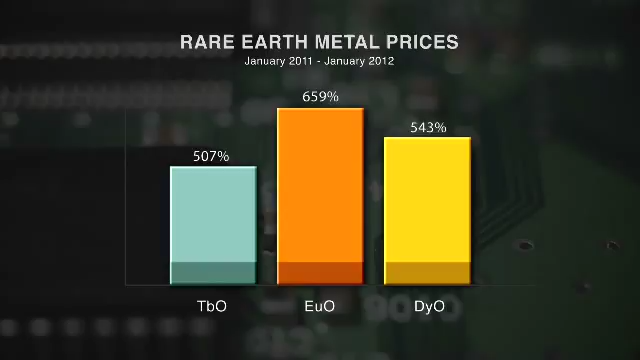 RARE EARTH METAL PRICES
January 2011 - January 2012
659%
543%
507%
TbO
EuO
DyO